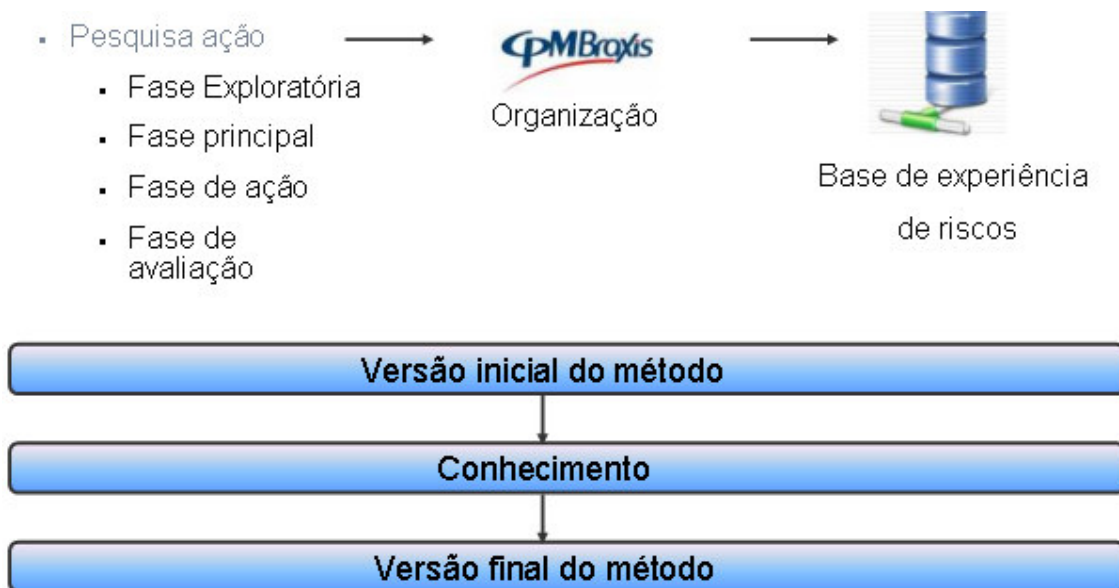 Pesquisa ação
Fase Exploratória
Fase principal
Fase de ação
Fase de
avaliação
CPMBraxis
Organização
Base de experiência
de riscos
Versão inicial do método
Conhecimento
Versão final do método